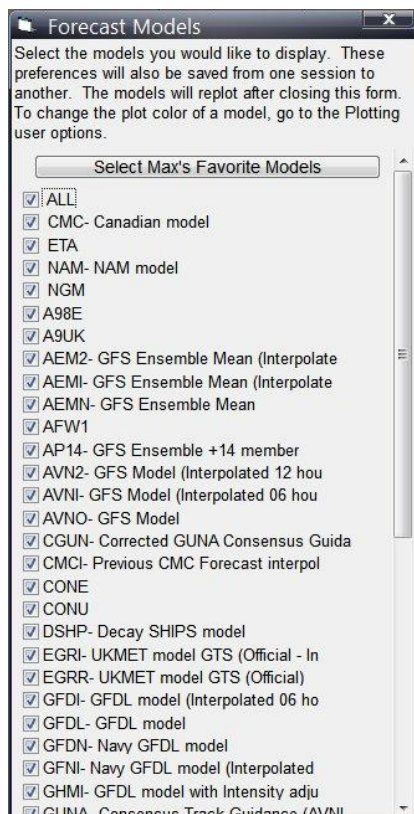 Forecast Models
x
Select the models you would like to display. These
preferences will also be saved from one session to
another. The models will replot after closing this form.
To change the plot color of a model, go to the Plotting
user options.
Select Max's Favorite Models
ALL
CMC- Canadian model
ETA
NAM- NAM model
NGM
A98E
A9UK
AEM2- GFS Ensemble Mean (Interpolate
AEMI- GFS Ensemble Mean (Interpolate
AEMN- GFS Ensemble Mean
AFW1
AP14- GFS Ensemble +14 member
AVN2- GFS Model (Interpolated 12 hou
AVNI- GFS Model (Interpolated 06 hou
AVNO- GFS Model
CGUN- Corrected GUNA Consensus Guida
CMCI- Previous CMC Forecast interpol
CONE
CONU
DSHP- Decay SHIPS model
EGRI- UKMET model GTS (Official - In
EGRR- UKMET model GTS (Official)
GFDI- GFDL model (Interpolated 06 ho
GFDL- GFDL model
GFDN- Navy GFDL model
GFNI- Navy GFDL model (Interpolated
GHMI- GFDL model with Intensity adju
GUNA- Consensus Track Guidance (AVNI